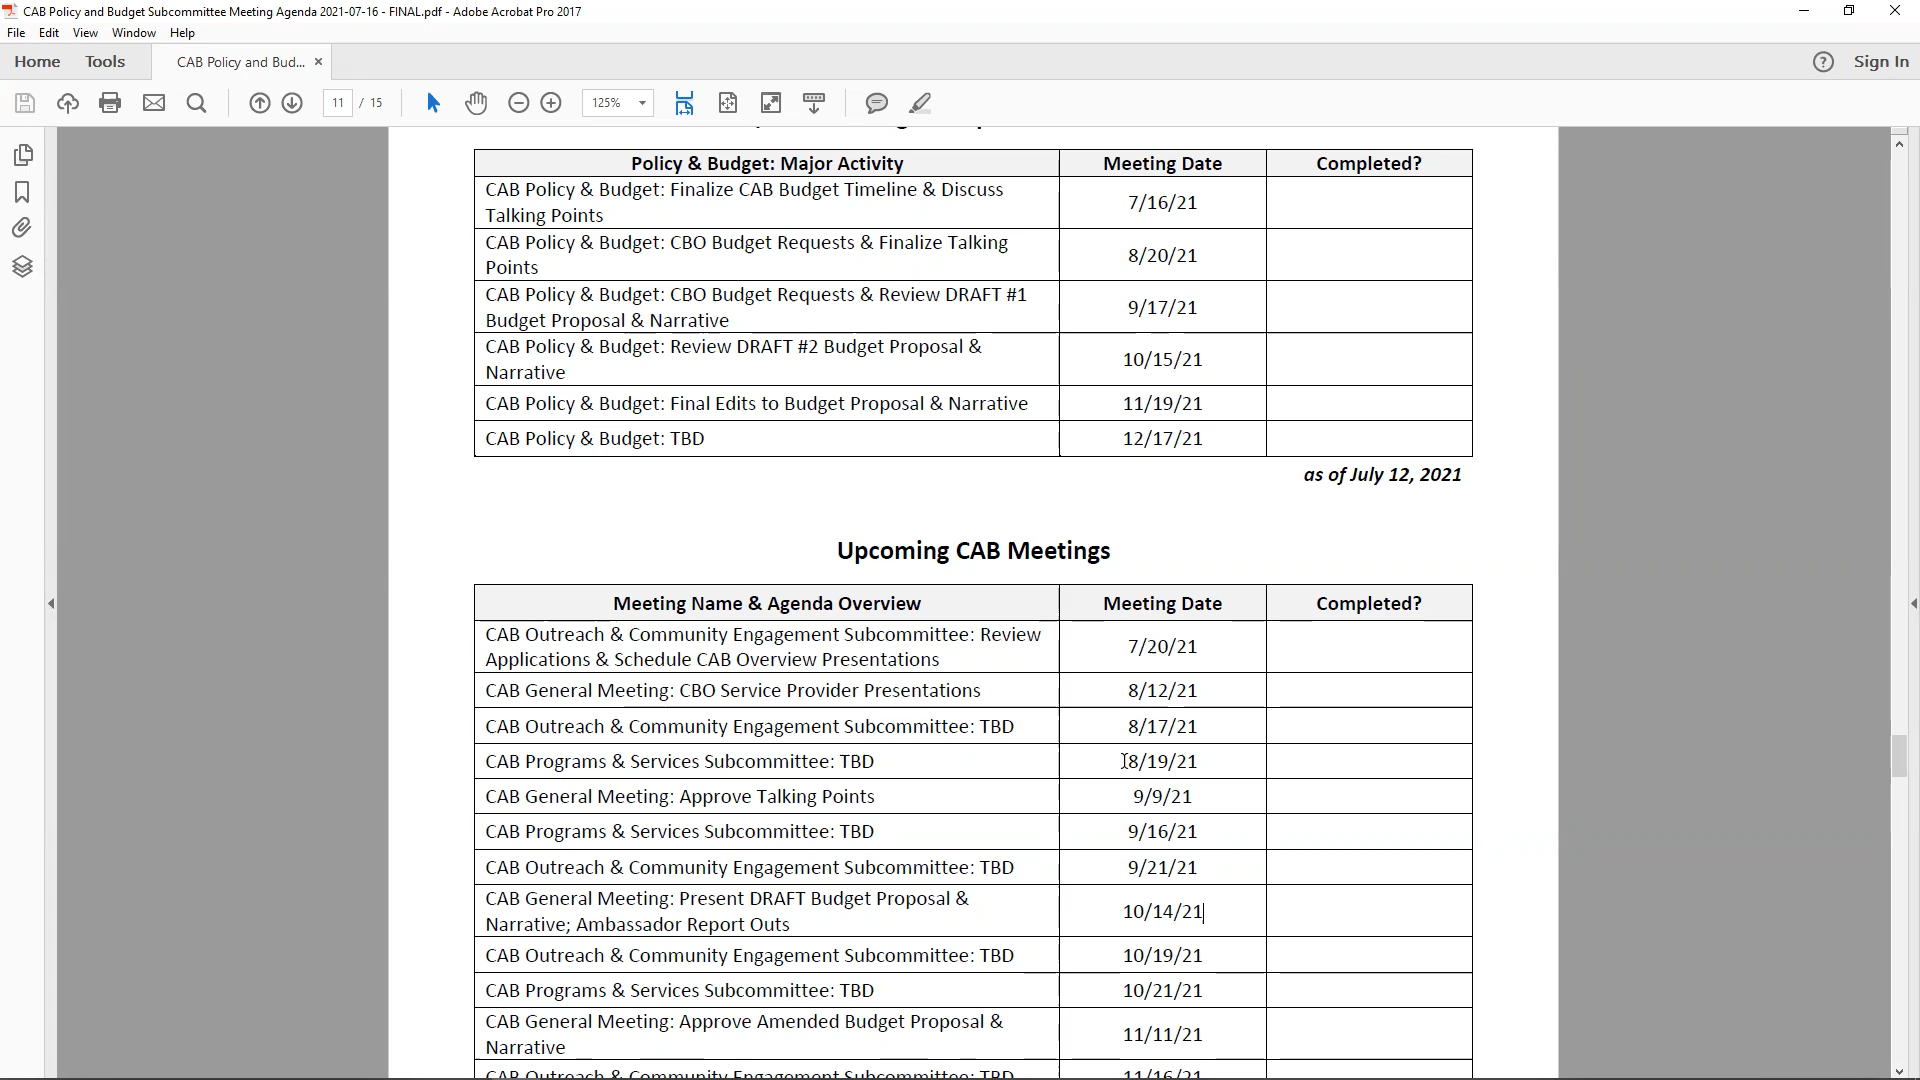 CAB Policy and Budget Subcommittee Meeting Agenda 2021-07-16 - FINAL.pdf - Adobe Acrobat Pro 2017
File Edit View Window Help
Home Tools CAB Policy and Bud... × Sign In
11 / 15 125%
Policy & Budget: Major Activity Meeting Date Completed?
CAB Policy & Budget: Finalize CAB Budget Timeline & Discuss
Talking Points
7/16/21
CAB Policy & Budget: CBO Budget Requests & Finalize Talking
Points
8/20/21
CAB Policy & Budget: CBO Budget Requests & Review DRAFT #1
Budget Proposal & Narrative
9/17/21
CAB Policy & Budget: Review DRAFT #2 Budget Proposal &
Narrative
10/15/21
CAB Policy & Budget: Final Edits to Budget Proposal & Narrative 11/19/21
CAB Policy & Budget: TBD 12/17/21
as of July 12, 2021
Upcoming CAB Meetings
Meeting Name & Agenda Overview Meeting Date Completed?
CAB Outreach & Community Engagement Subcommittee: Review
Applications & Schedule CAB Overview Presentations
7/20/21
CAB General Meeting: CBO Service Provider Presentations 8/12/21
CAB Outreach & Community Engagement Subcommittee: TBD 8/17/21
CAB Programs & Services Subcommittee: TBD 8/19/21
CAB General Meeting: Approve Talking Points 9/9/21
CAB Programs & Services Subcommittee: TBD 9/16/21
CAB Outreach & Community Engagement Subcommittee: TBD 9/21/21
CAB General Meeting: Present DRAFT Budget Proposal &
Narrative; Ambassador Report Outs
10/14/21
CAB Outreach & Community Engagement Subcommittee: TBD 10/19/21
CAB Programs & Services Subcommittee: TBD 10/21/21
CAB General Meeting: Approve Amended Budget Proposal &
Narrative
11/11/21
CAB Outreach & Community Engagement Subcommittee: TBD 11/16/21